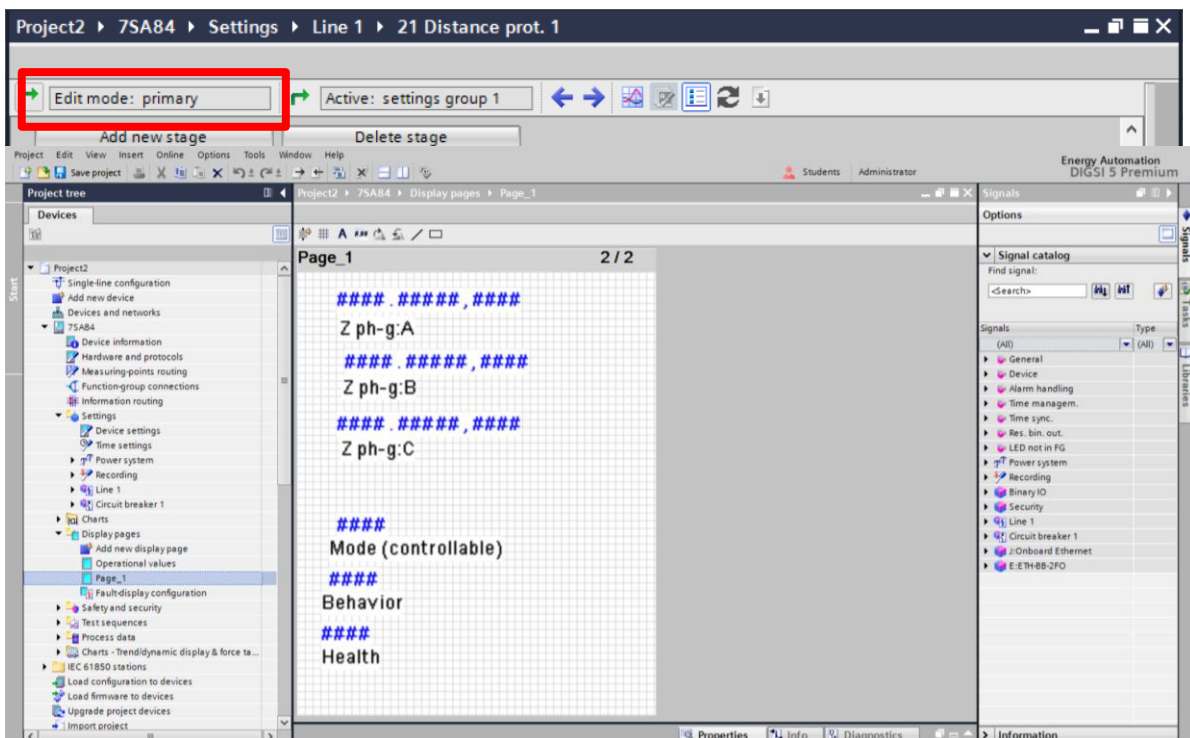 Project2 ▸ 7SA84 ▸ Settings ▸ Line 1 ▸ 21 Distance prot. 1
Edit mode: primary
Active: settings group 1
Add new stage
Delete stage
Project Edit View Insert Online Options Tools Window Help
Save project
Students Administrator
Energy Automation
DIGSI 5 Premium
Project tree
Devices
Start
Project2
Single-line configuration
Add new device
Devices and networks
7SA84
Device information
Hardware and protocols
Measuring-points routing
Function-group connections
Information routing
Settings
Device settings
Time settings
Power system
Recording
Line 1
Circuit breaker 1
Charts
Display pages
Add new display page
Operational values
Page_1
Fault-display configuration
Safety and security
Test sequences
Process data
Charts - Trend/dynamic display & force ta...
IEC 61850 stations
Load configuration to devices
Load firmware to devices
Upgrade project devices
Import project
Project2 ▸ 7SA84 ▸ Display pages ▸ Page_1
Page_1 2/2
####.#####,####
Z ph-g:A
####.#####,####
Z ph-g:B
####.#####,####
Z ph-g:C
####
Mode (controllable)
####
Behavior
####
Health
Properties Info Diagnostics
Signals
Options
Signal catalog
Find signal:
<Search>
Signals Type
(All) (All)
General
Device
Alarm handling
Time managem.
Time sync.
Res. bin. out.
LED not in FG
Power system
Recording
Binary IO
Security
Line 1
Circuit breaker 1
J:Onboard Ethernet
E:ETH-BB-2FO
Information
Signals
Tasks
Libraries